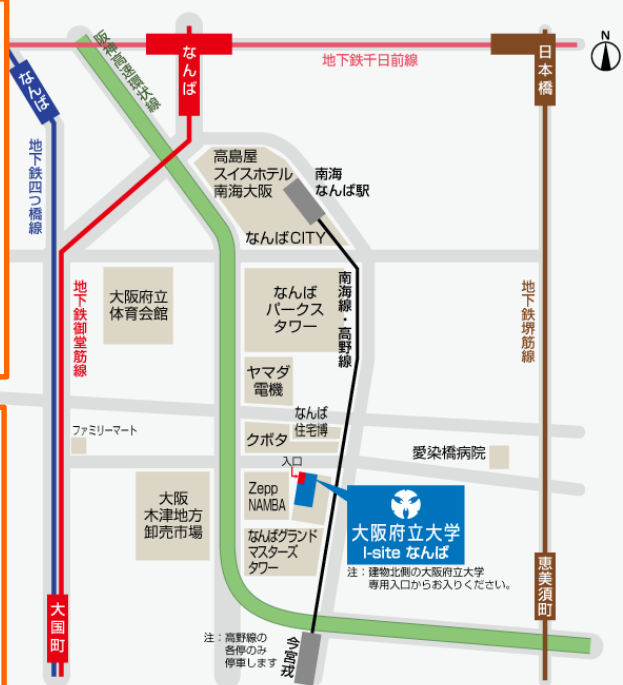 N
阪神高速環状線
なんば
日本橋
地下鉄千日前線
なんば
地下鉄四つ橋線
高島屋
スイスホテル
南海大阪
南海
なんば駅
なんばCITY
地下鉄御堂筋線
大阪府立
体育会館
なんば
パークス
タワー
南海線・高野線
地下鉄堺筋線
ヤマダ
電機
なんば
住宅博
ファミリーマート
クボタ
愛染橋病院
入口
大阪
木津地方
卸売市場
Zepp
NAMBA
大阪府立大学
I-site なんば
なんばグランド
マスターズ
タワー
注：建物北側の大阪府立大学
専用入口からお入りください。
恵美須町
大国町
注：高野線の
各停のみ
停車します
今宮戎